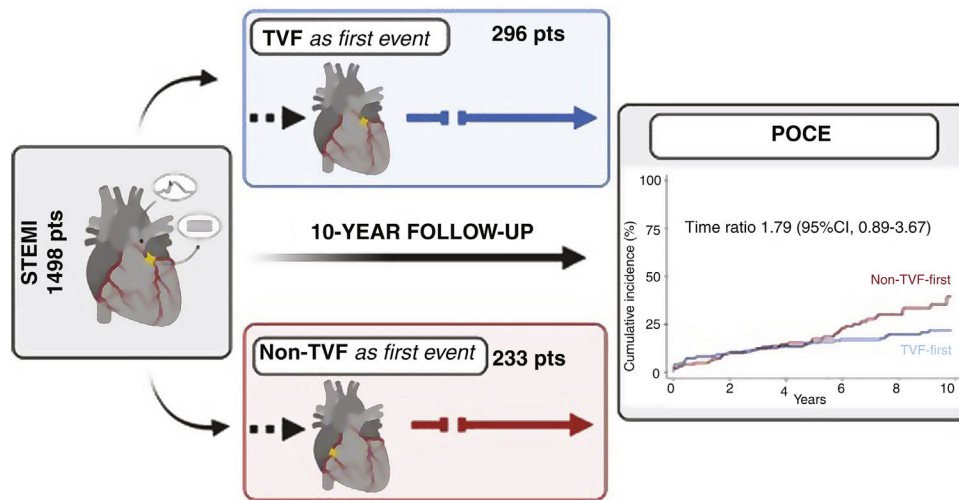 TVF as first event
296 pts
STEMI
1498 pts
10-YEAR FOLLOW-UP
Non-TVF as first event
233 pts
POCE
Cumulative incidence (%)
100
75
50
25
0
Time ratio 1.79 (95%CI, 0.89-3.67)
Non-TVF-first
TVF-first
0
2
4
6
8
10
Years